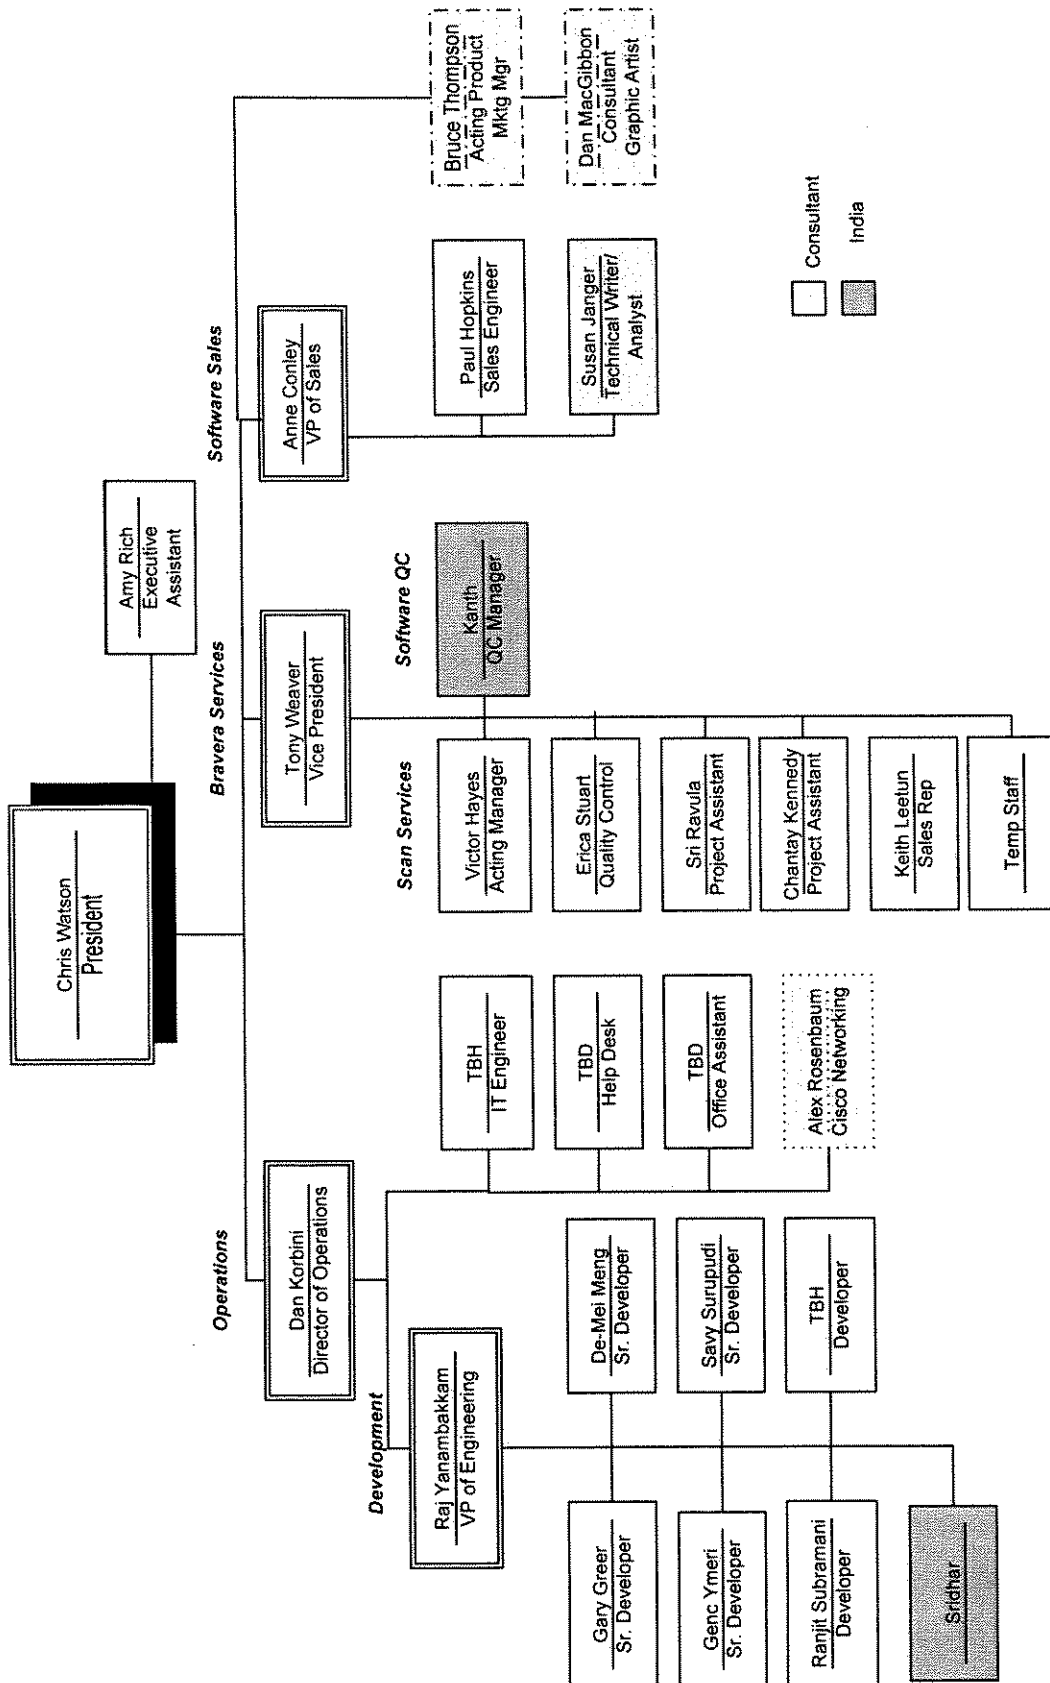 Chris Watson
President
Amy Rich
Executive
Assistant
Operations
Bravera Services
Software Sales
Dan Korbini
Director of Operations
Tony Weaver
Vice President
Anne Conley
VP of Sales
Development
Scan Services
Software QC
Raj Yanambakkam
VP of Engineering
TBH
IT Engineer
Victor Hayes
Acting Manager
Kanth
QC Manager
Paul Hopkins
Sales Engineer
Bruce Thompson
Acting Product
Mktg Mgr
Gary Greer
Sr. Developer
De-Mei Meng
Sr. Developer
TBD
Help Desk
Erica Stuart
Quality Control
Susan Janger
Technical Writer/
Analyst
Dan MacGibbon
Consultant
Graphic Artist
Genc Ymeri
Sr. Developer
Savy Surupudi
Sr. Developer
TBD
Office Assistant
Sri Ravula
Project Assistant
Chantay Kennedy
Project Assistant
Ranjit Subramani
Developer
TBH
Developer
Alex Rosenbaum
Cisco Networking
Keith Leetun
Sales Rep
Consultant
India
Sridhar
Temp Staff